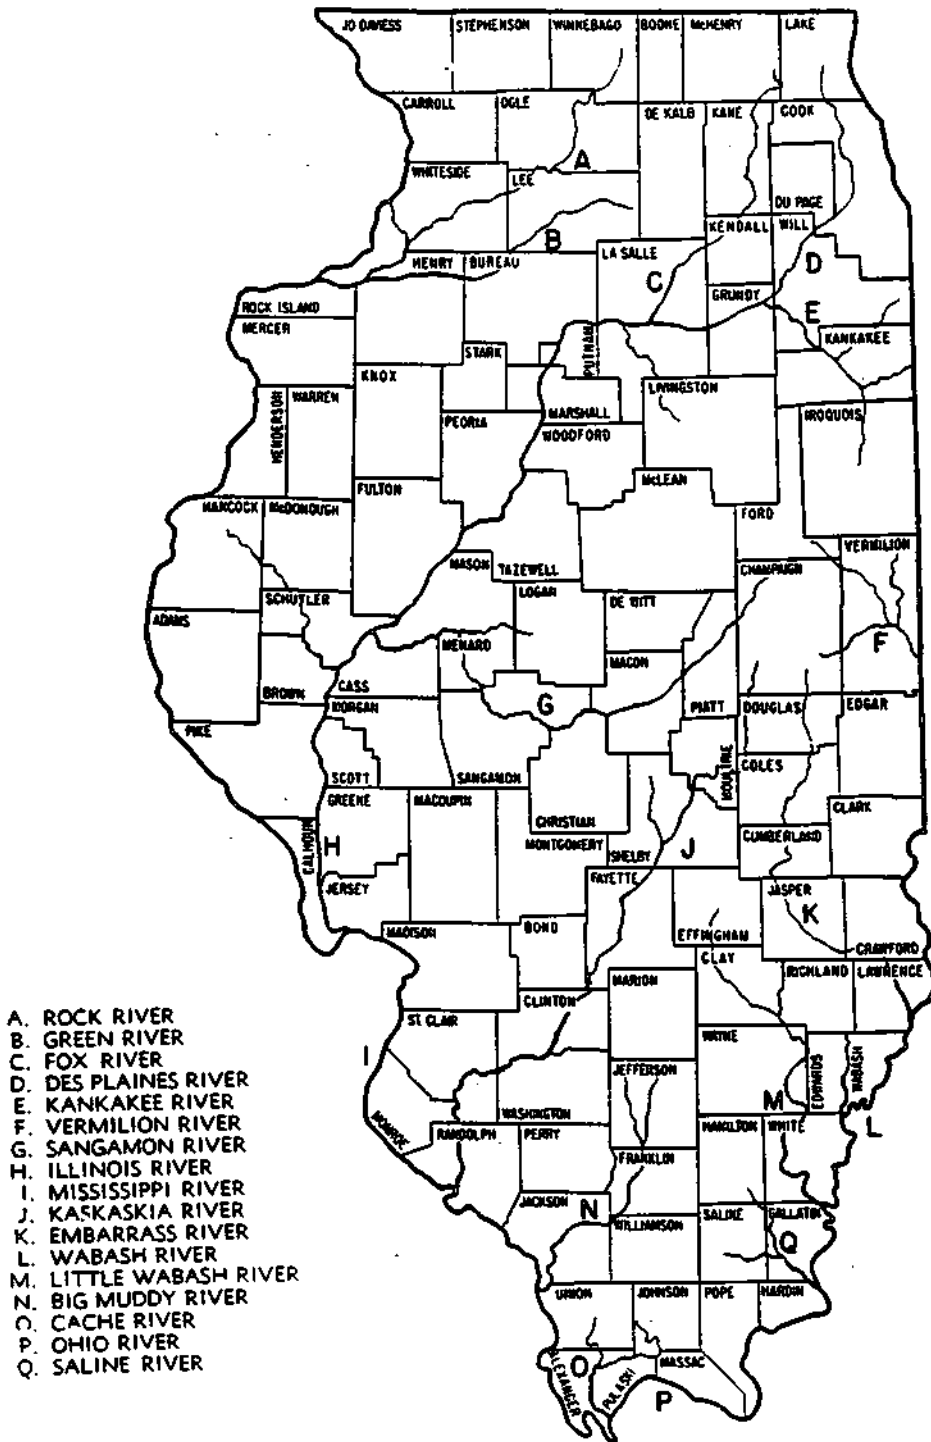 JO DAVIESS STEPHENSON WINNEBAGO BOONE McHENRY LAKE
CARROLL OGLE DE KALB KANE COOK
A
WHITESIDE LEE
DU PAGE
KENDALL WILL
B
HENRY BUREAU LA SALLE
D
C
GRUNDY
ROCK ISLAND
E
MERCER
KANKAKEE
STARK PUTNAM
KNOX
LIVINGSTON
HENDERSON WARREN
MARSHALL
PEORIA
IROQUOIS
WOODFORD
McLEAN
FULTON
HANCOCK McDONOUGH
FORD
VERMILION
MASON
CHAMPAIGN
TAZEWELL
LOGAN
SCHUYLER DE WITT
ADAMS
MENARD
F
MACON
CASS
BROWN
MORGAN
G
PIATT DOUGLAS EDGAR
PIKE
MOULTRIE
COLES
SCOTT SANGAMON
GREENE MACOUPIN
CLARK
CHRISTIAN
CUMBERLAND
MONTGOMERY
CALHOUN H
SHELBY J
FAYETTE
JERSEY
JASPER
K
MADISON BOND
EFFINGHAM
CRAWFORD
CLAY
RICHLAND LAWRENCE
MARION
CLINTON
ST. CLAIR
WAYNE
I
JEFFERSON
EDWARDS WABASH
M
WASHINGTON
L
MONROE RANDOLPH PERRY
HAMILTON WHITE
FRANKLIN
JACKSON
N
WILLIAMSON
SALINE GALLATIN
Q
UNION JOHNSON POPE HARDIN
O
MASSAC
ALEXANDER PULASKI
P
A. ROCK RIVER
B. GREEN RIVER
C. FOX RIVER
D. DES PLAINES RIVER
E. KANKAKEE RIVER
F. VERMILION RIVER
G. SANGAMON RIVER
H. ILLINOIS RIVER
I. MISSISSIPPI RIVER
J. KASKASKIA RIVER
K. EMBARRASS RIVER
L. WABASH RIVER
M. LITTLE WABASH RIVER
N. BIG MUDDY RIVER
O. CACHE RIVER
P. OHIO RIVER
Q. SALINE RIVER